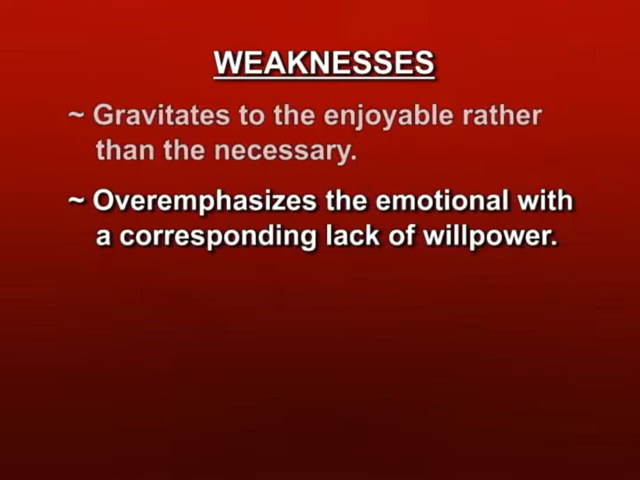 WEAKNESSES
~ Gravitates to the enjoyable rather
than the necessary.
~ Overemphasizes the emotional with
a corresponding lack of willpower.